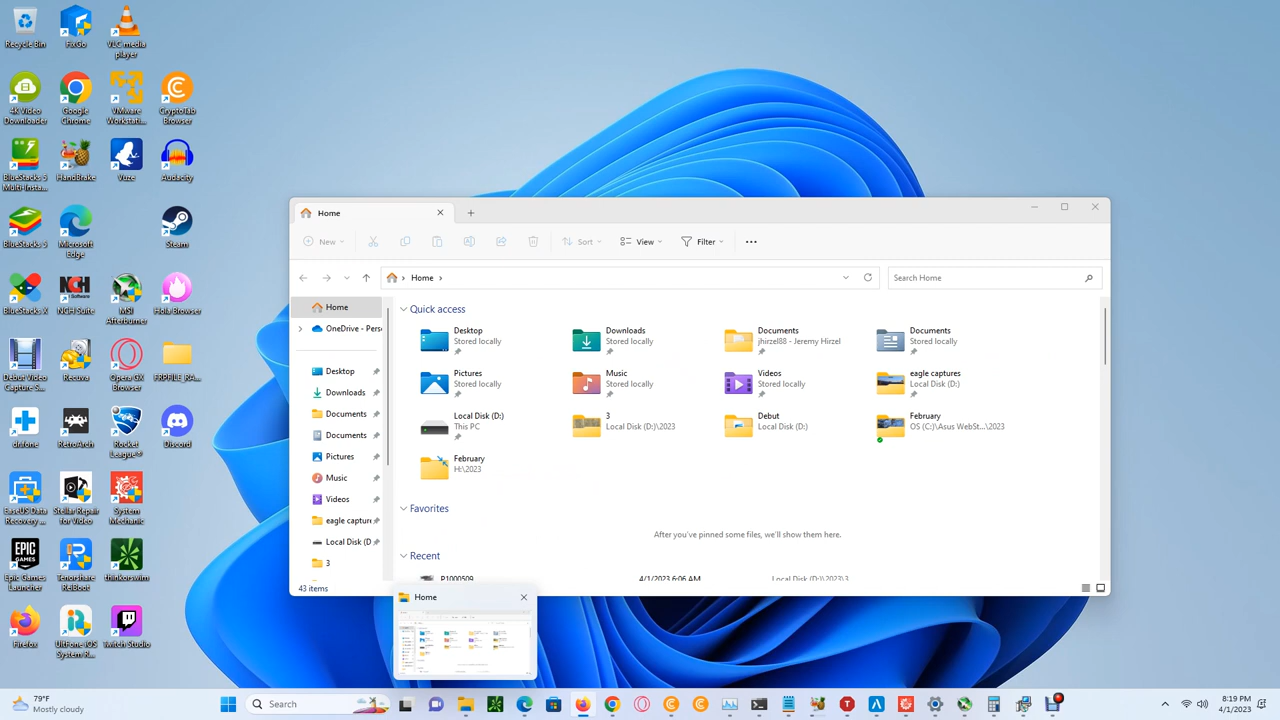 Recycle Bin
FixGo
VLC media
player
4K Video
Downloader
Google
Chrome
VMware
Workstati...
CryptoTab
Browser
BlueStacks 5
Multi-Insta...
HandBrake
Vuze
Audacity
BlueStacks 5
Microsoft
Edge
Steam
BlueStacks X
NCH Suite
MSI
Afterburner
Hola Browser
Debut Video
Capture S...
Recuva
Opera GX
Browser
FRPFILE_RA...
drfone
RetroArch
Rocket
League®
Discord
EaseUS Data
Recovery ...
Stellar Repair
for Video
System
Mechanic
Epic Games
Launcher
Tenorshare
ReiBoot
thinkorswim
Firefox
UltFone iOS
System R...
Twitch Studio
Home
New
Sort
View
Filter
Home
Search Home
Home
OneDrive - Perso
Desktop
Downloads
Documents
Documents
Pictures
Music
Videos
eagle capture
Local Disk (D
3
43 items
Quick access
Desktop
Stored locally
Downloads
Stored locally
Documents
jhirzel88 - Jeremy Hirzel
Documents
Stored locally
Pictures
Stored locally
Music
Stored locally
Videos
Stored locally
eagle captures
Local Disk (D:)
Local Disk (D:)
This PC
3
Local Disk (D:)\2023
Debut
Local Disk (D:)
February
OS (C:)\Asus WebSt...\2023
February
H:\2023
Favorites
After you've pinned some files, we'll show them here.
Recent
P1000509
4/1/2023 6:06 AM
Local Disk (D:)\2023\3
Home
79°F
Mostly cloudy
Search
8:19 PM
4/1/2023